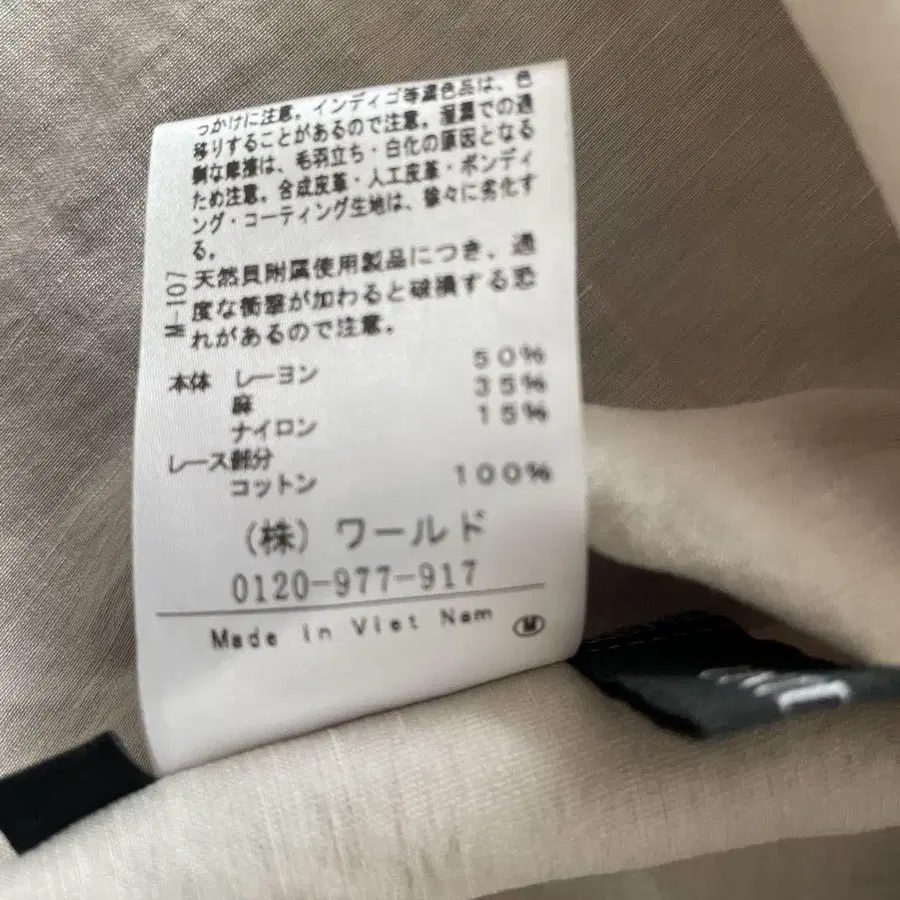 っかけに注意。インディゴ等濃色品は、色
移りすることがあるので注意。湿潤での過
剰な摩擦は、毛羽立ち・白化の原因となる
ため注意。合成皮革・人工皮革・ボンディ
ング・コーティング生地は、徐々に劣化す
る。
M-107
天然貝附属使用製品につき、過
度な衝撃が加わると破損する恐
れがあるので注意。
本体 レーヨン 50%
麻 35%
ナイロン 15%
レース部分
コットン 100%
(株)ワールド
0120-977-917
Made in Viet Nam M